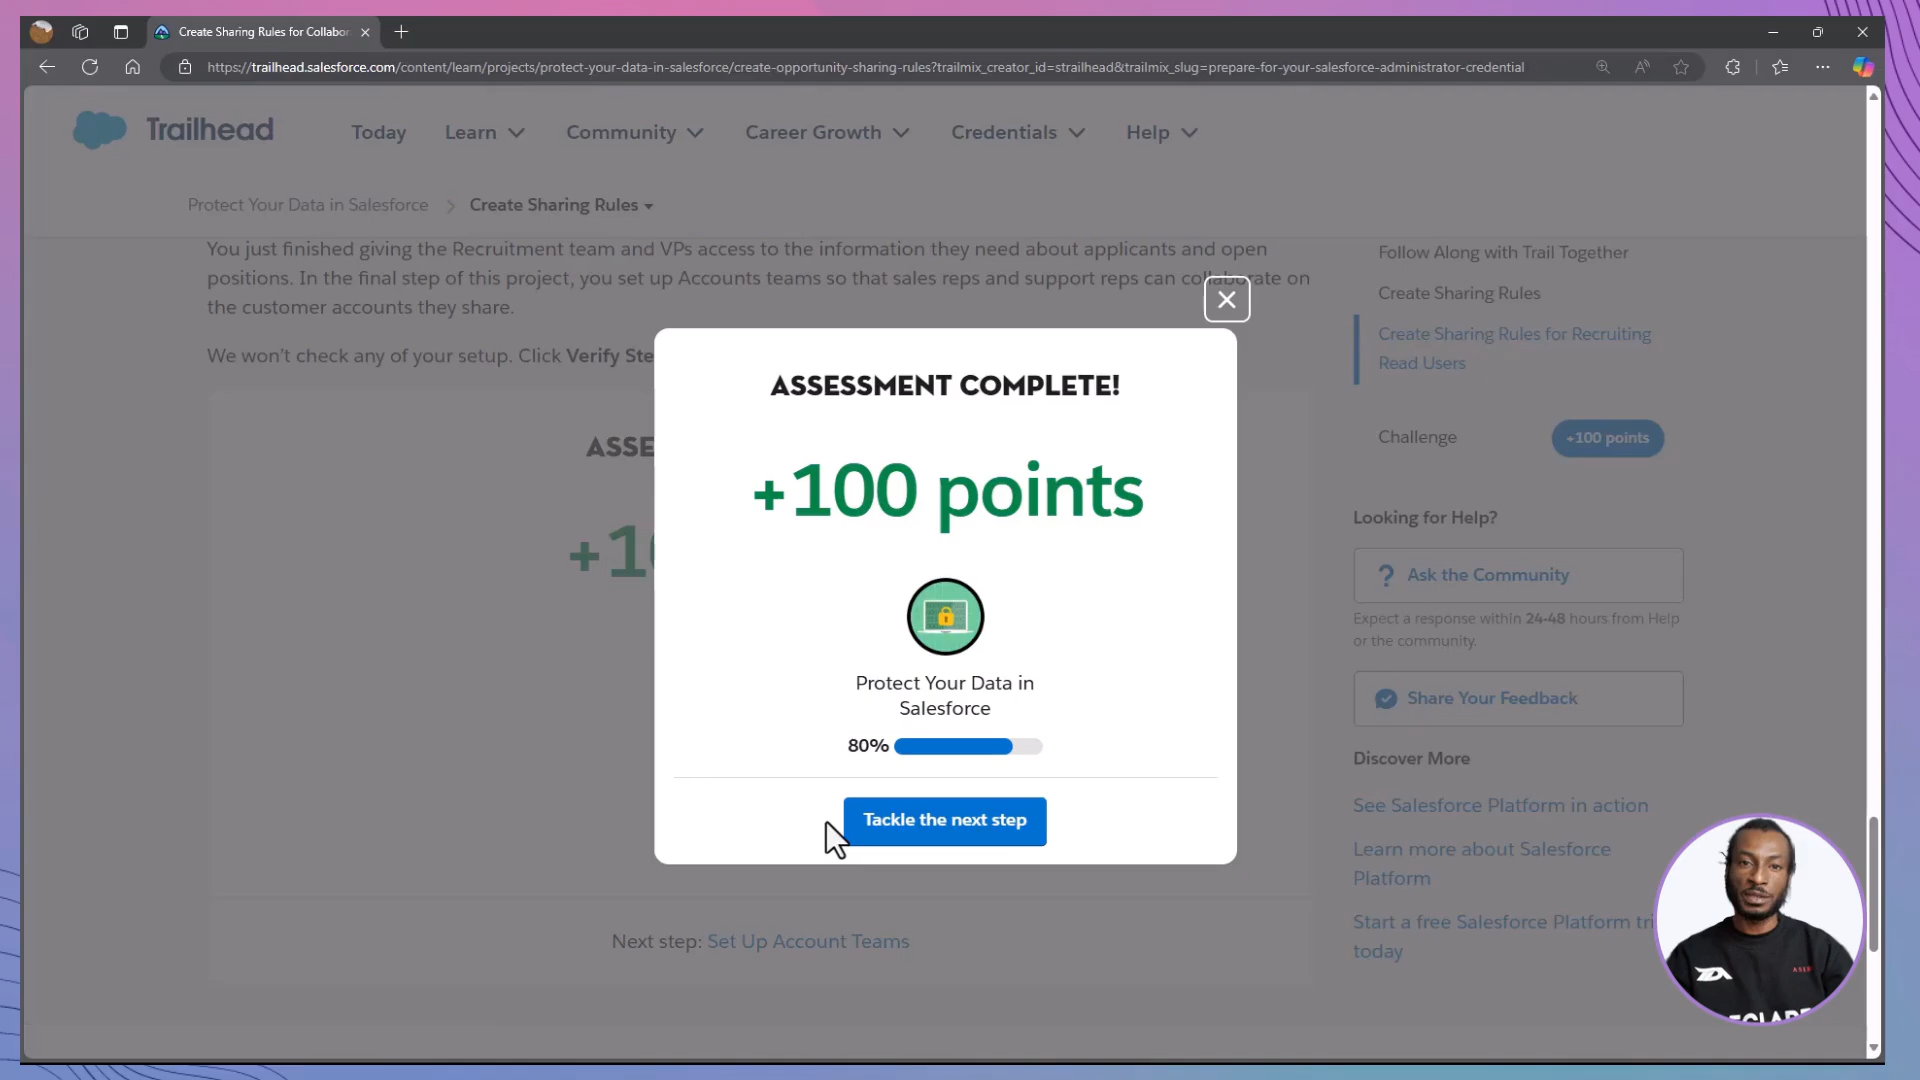 Create Sharing Rules for Collabor
https://trailhead.salesforce.com/content/learn/projects/protect-your-data-in-salesforce/create-opportunity-sharing-rules?trailmix_creator_id=strailhead&trailmix_slug=prepare-for-your-salesforce-administrator-credential
Trailhead
Today
Learn
Community
Career Growth
Credentials
Help
Protect Your Data in Salesforce
Create Sharing Rules
You just finished giving the Recruitment team and VPs access to the information they need about applicants and open
positions. In the final step of this project, you set up Accounts teams so that sales reps and support reps can collaborate on
the customer accounts they share.
We won't check any of your setup. Click Verify Ste
ASSE
+10
ASSESSMENT COMPLETE!
+100 points
Protect Your Data in
Salesforce
80%
Tackle the next step
Next step: Set Up Account Teams
Follow Along with Trail Together
Create Sharing Rules
Create Sharing Rules for Recruiting
Read Users
Challenge
+100 points
Looking for Help?
? Ask the Community
Expect a response within 24-48 hours from Help
or the community.
Share Your Feedback
Discover More
See Salesforce Platform in action
Learn more about Salesforce
Platform
Start a free Salesforce Platform tri
today